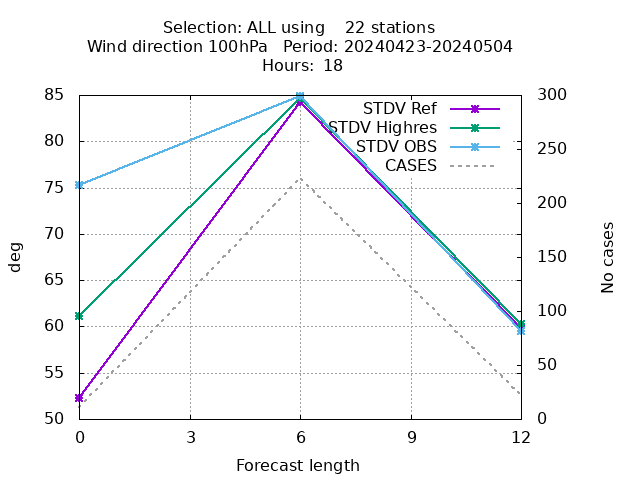 Selection: ALL using    22 stations
Wind direction 100hPa   Period: 20240423-20240504
Hours: 18
85
80
75
70
65
60
55
50
300
250
200
150
100
50
0
0
3
6
9
12
deg
No cases
Forecast length
STDV Ref
STDV Highres
STDV OBS
CASES